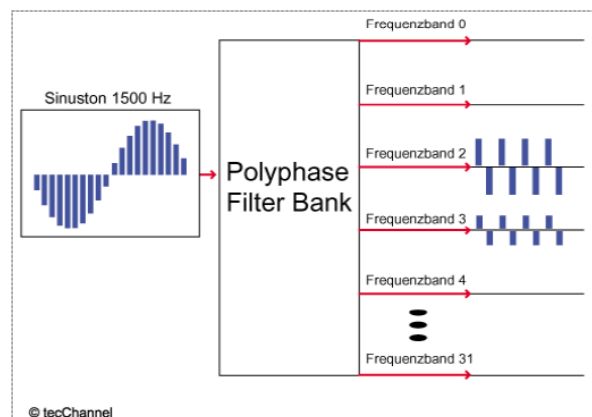 Frequenzband 0
Sinuston 1500 Hz
Frequenzband 1
Polyphase
Filter Bank
Frequenzband 2
Frequenzband 3
Frequenzband 4
Frequenzband 31
© tecChannel